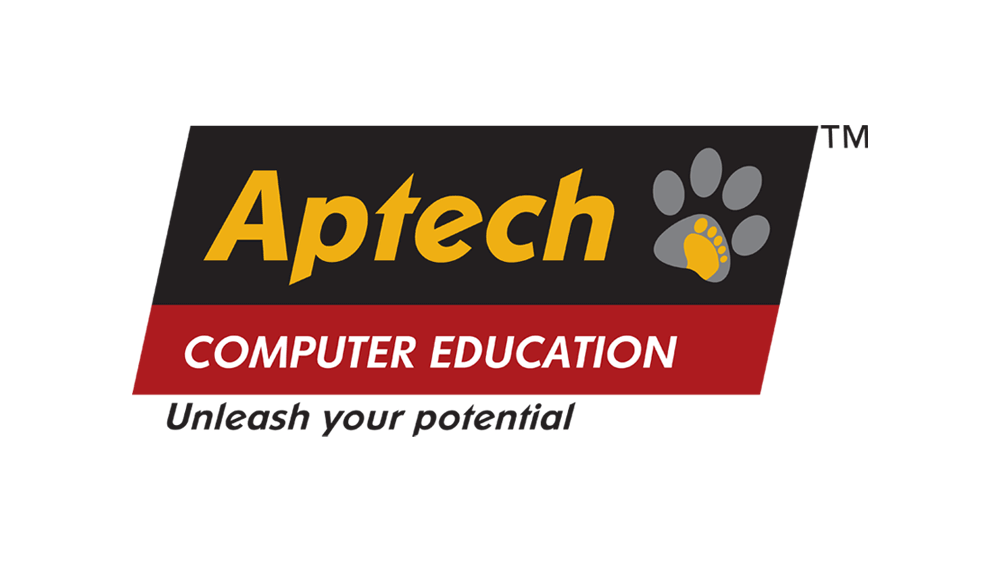 Aptech
TM
COMPUTER EDUCATION
Unleash your potential